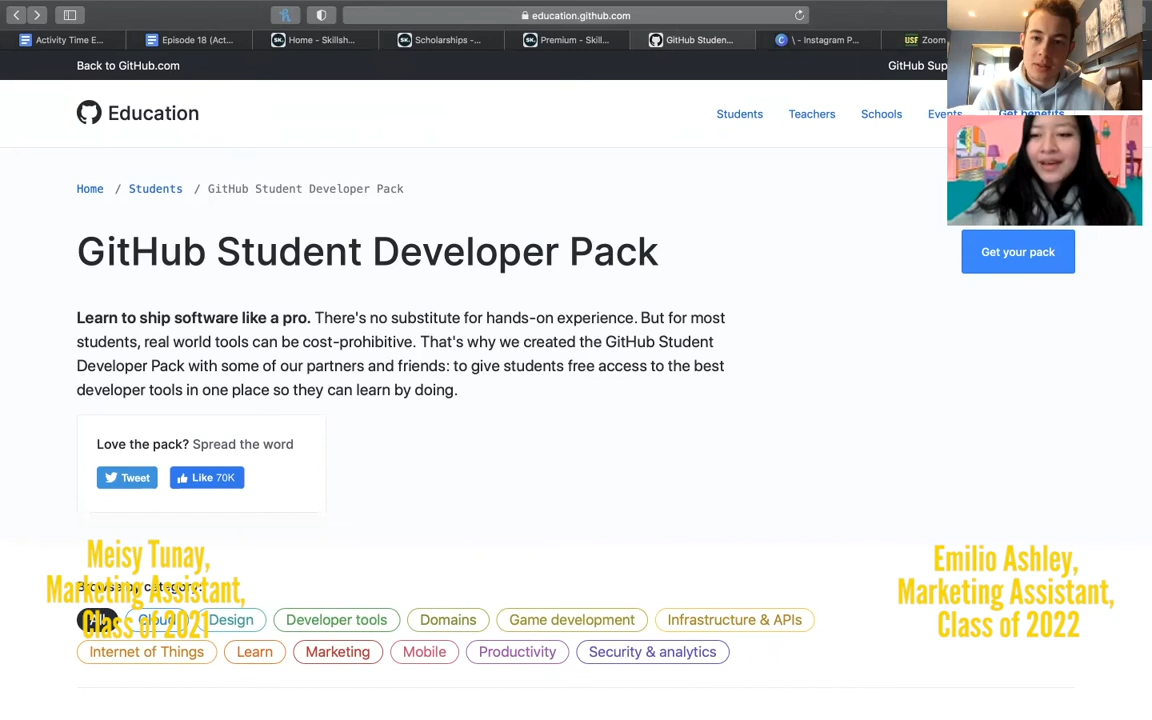 education.github.com
Activity Time E...
Episode 18 (Act...
Home - Skillsh...
Scholarships -...
Premium - Skill...
GitHub Studen...
\ - Instagram P...
USF Zoom
Back to GitHub.com
GitHub Sup
Education
Students
Teachers
Schools
Events
Get benefits
Home / Students / GitHub Student Developer Pack
GitHub Student Developer Pack
Get your pack
Learn to ship software like a pro. There's no substitute for hands-on experience. But for most
students, real world tools can be cost-prohibitive. That's why we created the GitHub Student
Developer Pack with some of our partners and friends: to give students free access to the best
developer tools in one place so they can learn by doing.
Love the pack? Spread the word
Tweet
Like 70K
Meisy Tunay,
Marketing Assistant,
Class of 2021
Emilio Ashley,
Marketing Assistant,
Class of 2022
Browse by category:
All
Cloud
Design
Developer tools
Domains
Game development
Infrastructure & APIs
Internet of Things
Learn
Marketing
Mobile
Productivity
Security & analytics